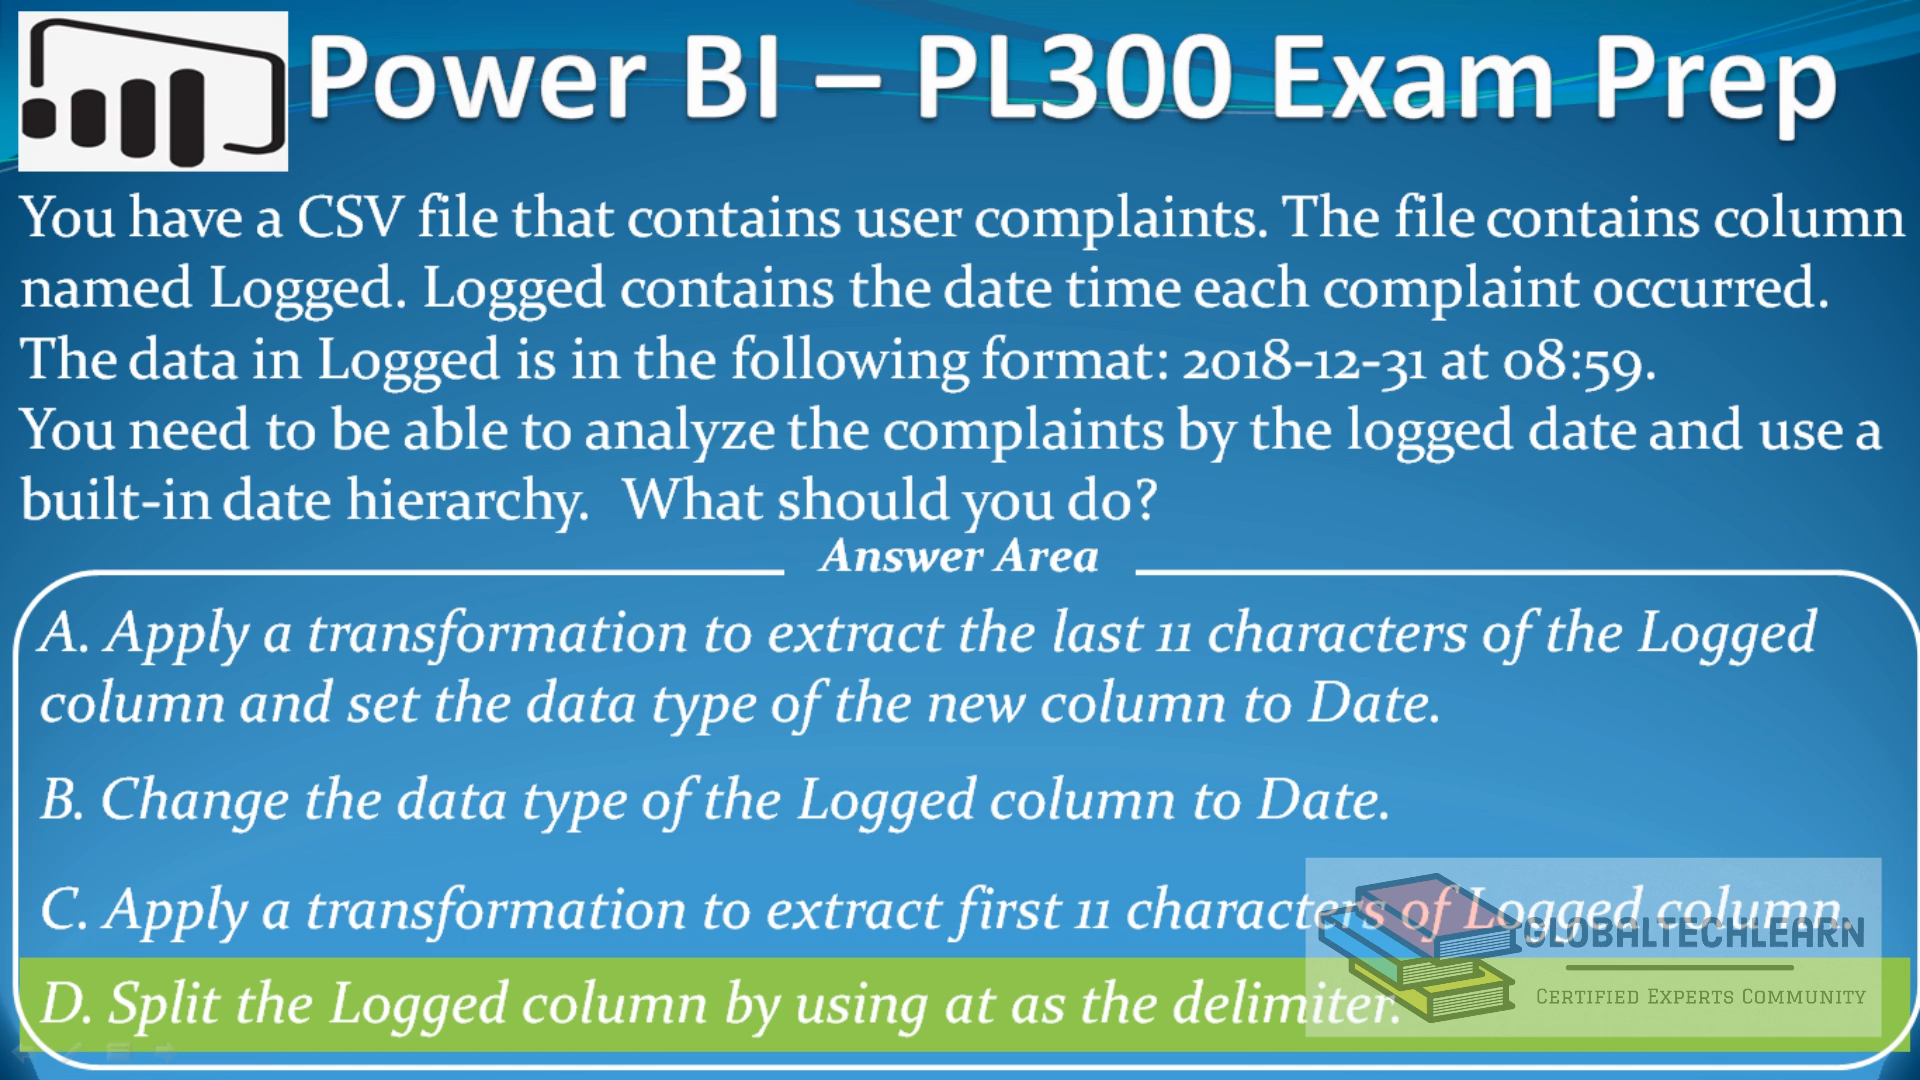 Power BI – PL300 Exam Prep
You have a CSV file that contains user complaints. The file contains column
named Logged. Logged contains the date time each complaint occurred.
The data in Logged is in the following format: 2018-12-31 at 08:59.
You need to be able to analyze the complaints by the logged date and use a
built-in date hierarchy. What should you do?
Answer Area
A. Apply a transformation to extract the last 11 characters of the Logged
column and set the data type of the new column to Date.
B. Change the data type of the Logged column to Date.
C. Apply a transformation to extract first 11 characters of Logged column.
D. Split the Logged column by using at as the delimiter.
GLOBALTECHLEARN
CERTIFIED EXPERTS COMMUNITY